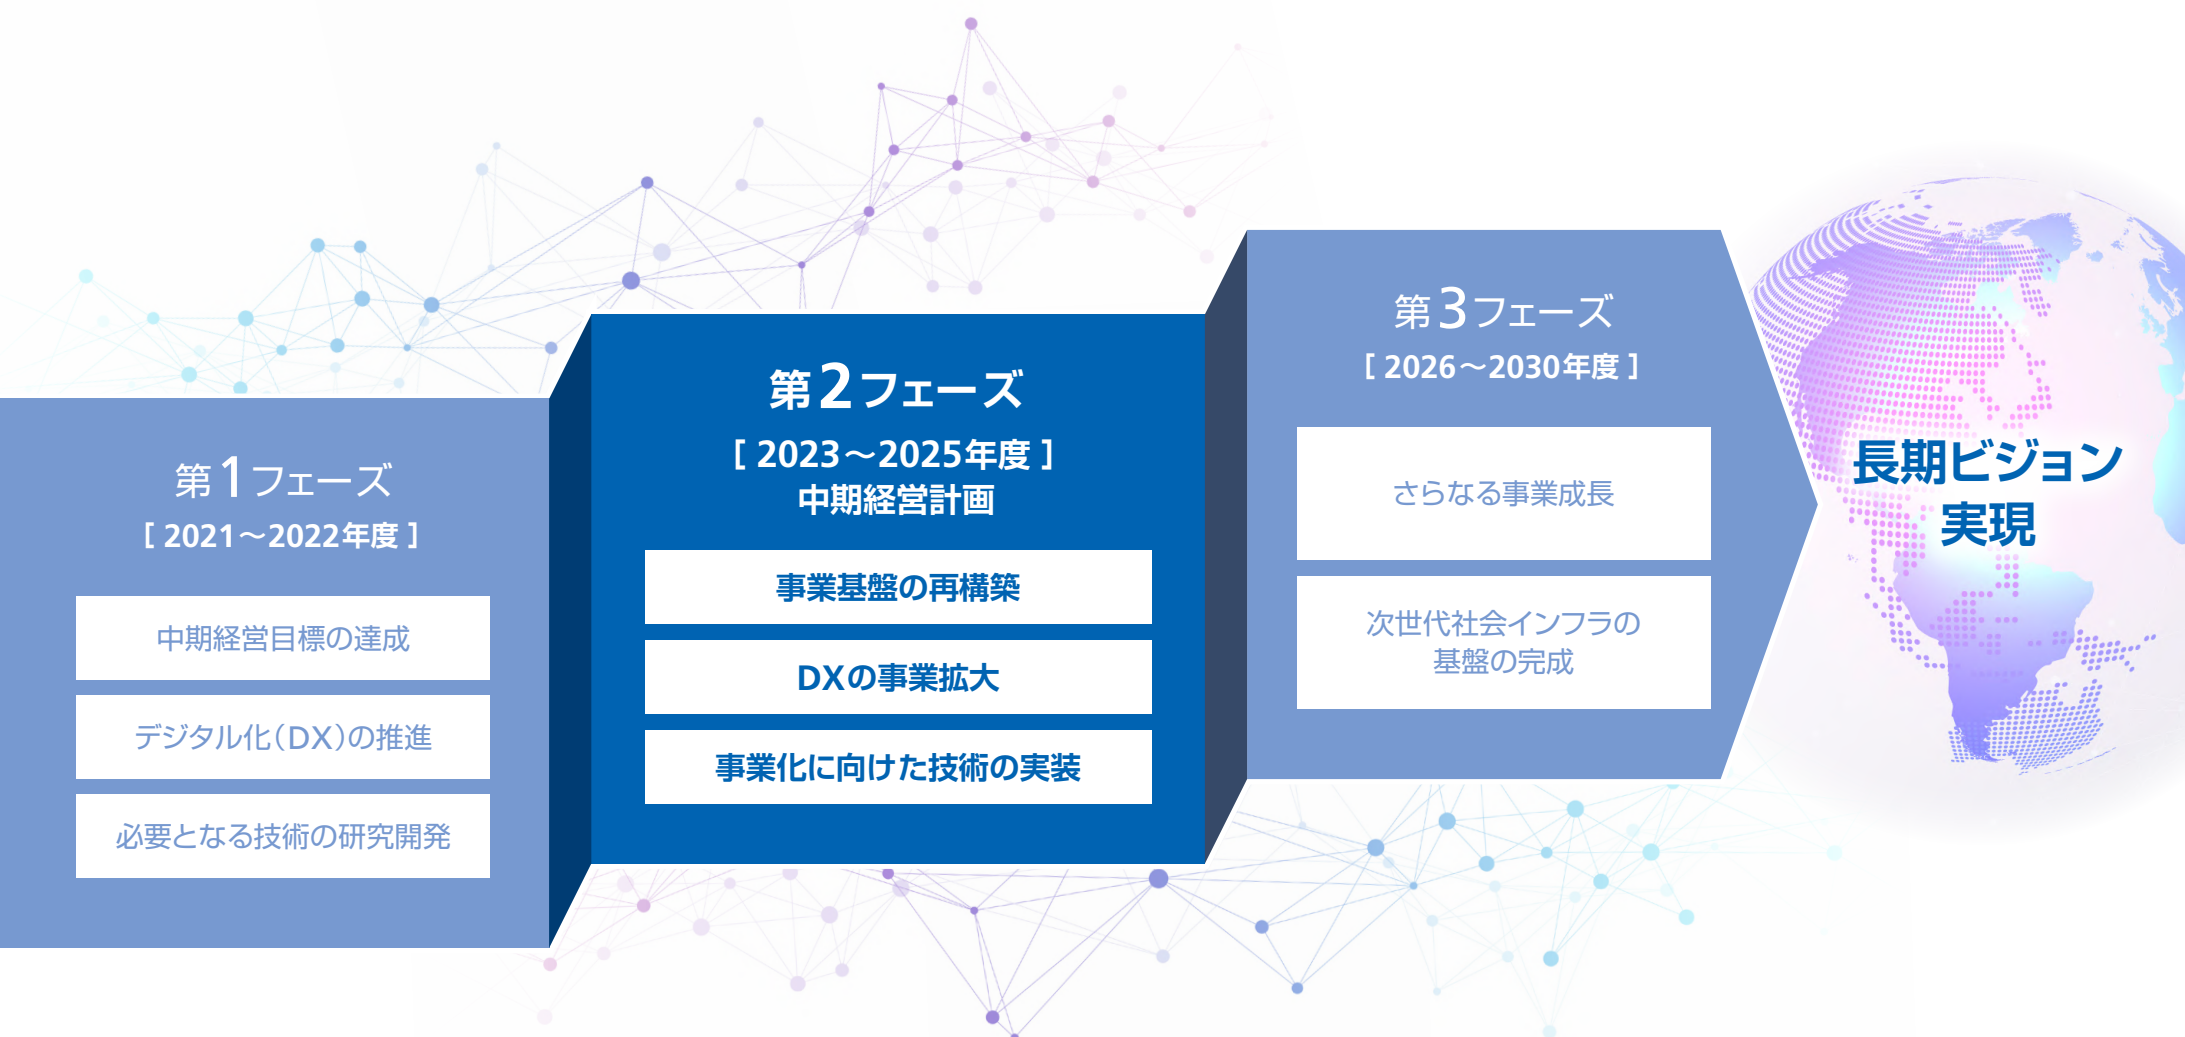 第1フェーズ
[ 2021～2022年度 ]
中期経営目標の達成
デジタル化（DX）の推進
必要となる技術の研究開発
第2フェーズ
[ 2023～2025年度 ]
中期経営計画
事業基盤の再構築
DXの事業拡大
事業化に向けた技術の実装
第3フェーズ
[ 2026～2030年度 ]
さらなる事業成長
次世代社会インフラの
基盤の完成
長期ビジョン
実現